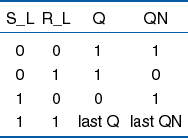 S_L R_L Q QN
0 0 1 1
0 1 1 0
1 0 0 1
1 1 last Q last QN